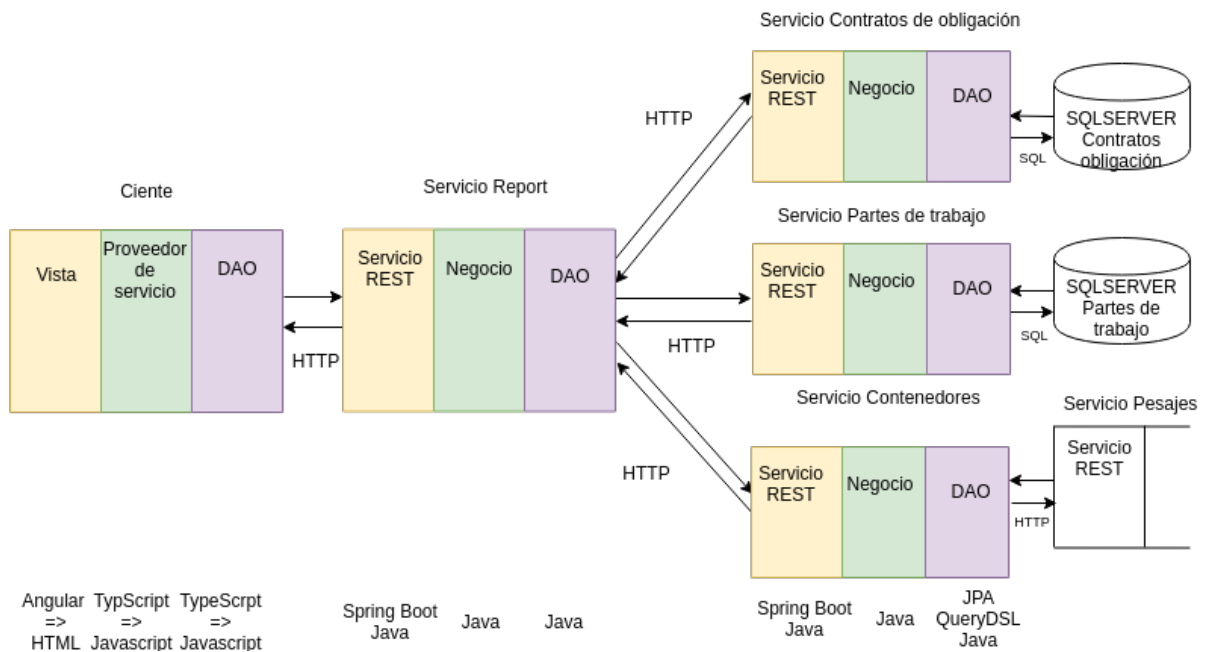 Servicio Contratos de obligación
Servicio
REST
Negocio
DAO
SQLSERVER
Contratos
obligación
SQL
HTTP
Ciente
Servicio Report
Servicio Partes de trabajo
Vista
Proveedor
de
servicio
DAO
Servicio
REST
Negocio
DAO
Servicio
REST
Negocio
DAO
SQLSERVER
Partes de
trabajo
SQL
HTTP
HTTP
Servicio Contenedores
Servicio Pesajes
HTTP
Servicio
REST
Negocio
DAO
Servicio
REST
HTTP
Angular
=>
HTML
TypScript
=>
Javascript
TypeScrpt
=>
Javascript
Spring Boot
Java
Java
Java
Spring Boot
Java
Java
JPA
QueryDSL
Java